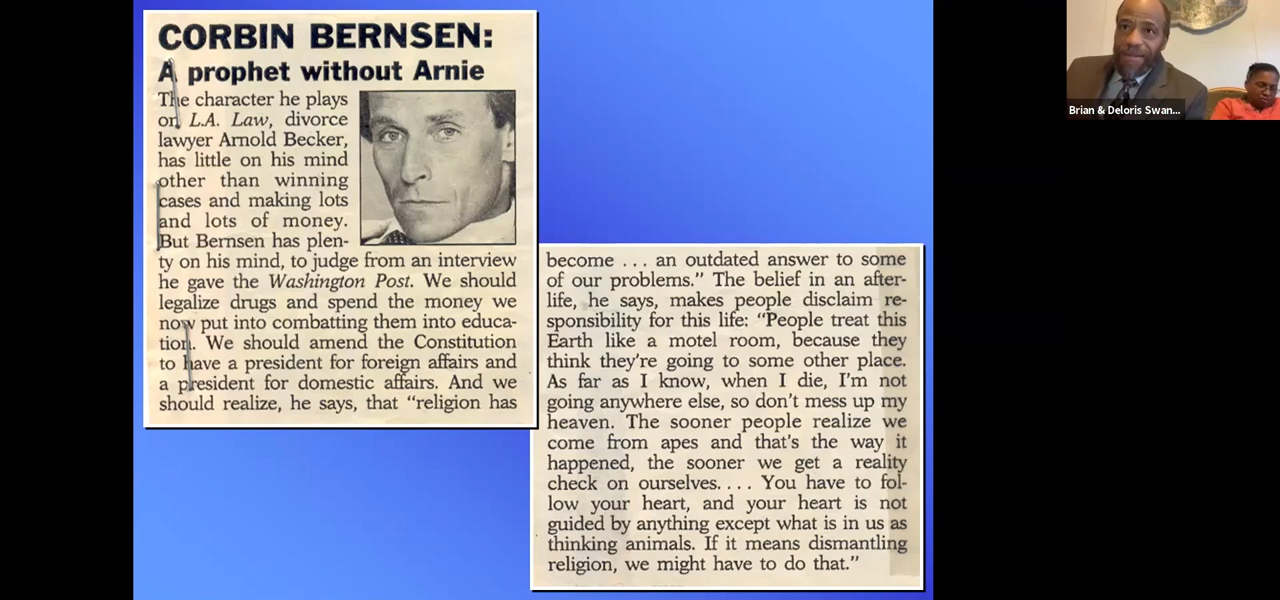 CORBIN BERNSEN:
A prophet without Arnie
The character he plays
on L.A. Law, divorce
lawyer Arnold Becker,
has little on his mind
other than winning
cases and making lots
and lots of money.
But Bernsen has plen-
ty on his mind, to judge from an interview
he gave the Washington Post. We should
legalize drugs and spend the money we
now put into combatting them into educa-
tion. We should amend the Constitution
to have a president for foreign affairs and
a president for domestic affairs. And we
should realize, he says, that “religion has
become . . . an outdated answer to some
of our problems.” The belief in an after-
life, he says, makes people disclaim re-
sponsibility for this life: “People treat this
Earth like a motel room, because they
think they’re going to some other place.
As far as I know, when I die, I’m not
going anywhere else, so don’t mess up my
heaven. The sooner people realize we
come from apes and that’s the way it
happened, the sooner we get a reality
check on ourselves. . . . You have to fol-
low your heart, and your heart is not
guided by anything except what is in us as
thinking animals. If it means dismantling
religion, we might have to do that.”
Brian & Deloris Swan...